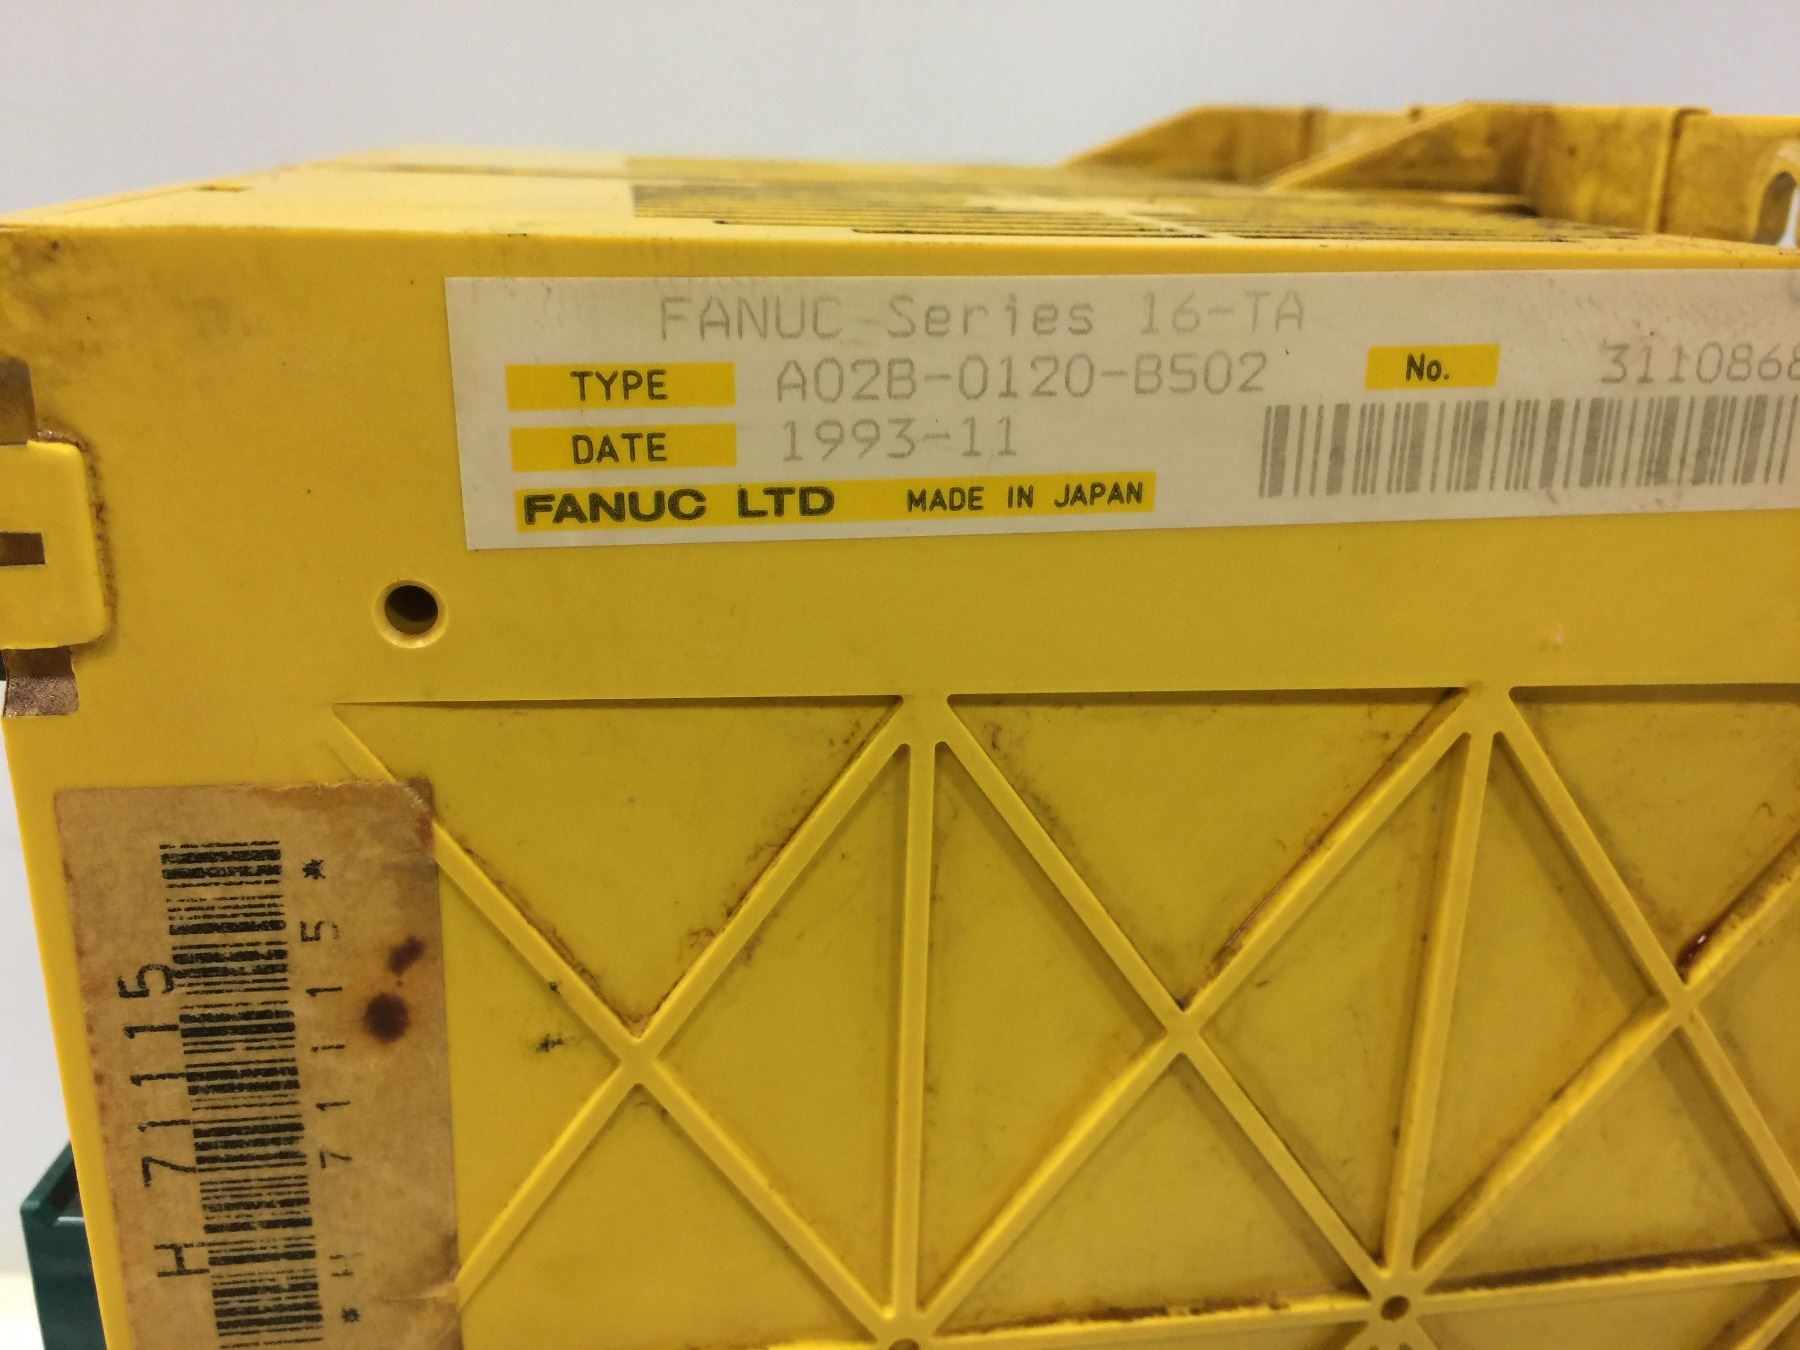 FANUC Series 16-TA
TYPE A02B-0120-B502 No. 3110868
DATE 1993-11
FANUC LTD MADE IN JAPAN
H 71115
*H 71115*